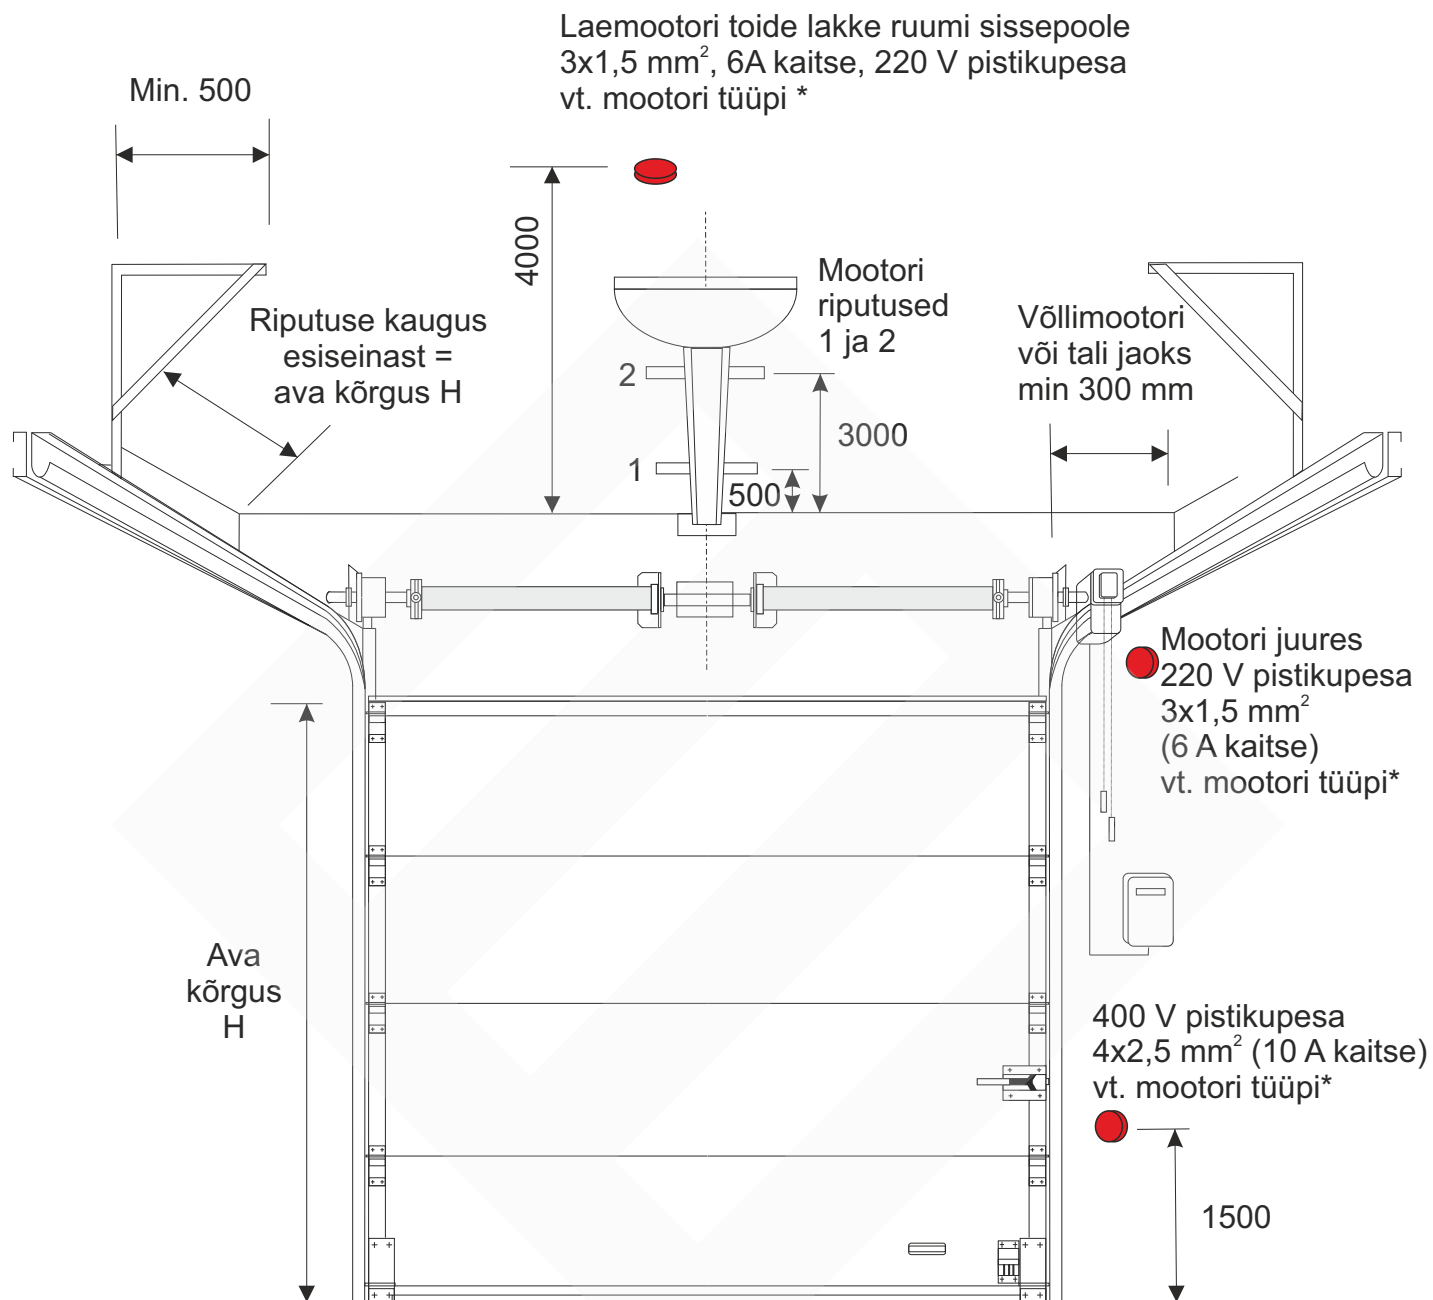 Laemootori toide lakke ruumi sissepoole
3x1,5 mm², 6A kaitse, 220 V pistikupesa
vt. mootori tüüpi *
Min. 500
4000
Mootori
riputused
1 ja 2
Riputuse kaugus
esiseinast =
ava kõrgus H
Võllimootori
või tali jaoks
min 300 mm
2
3000
1
500
Mootori juures
220 V pistikupesa
3x1,5 mm²
(6 A kaitse)
vt. mootori tüüpi*
Ava
kõrgus
H
400 V pistikupesa
4x2,5 mm² (10 A kaitse)
vt. mootori tüüpi*
1500